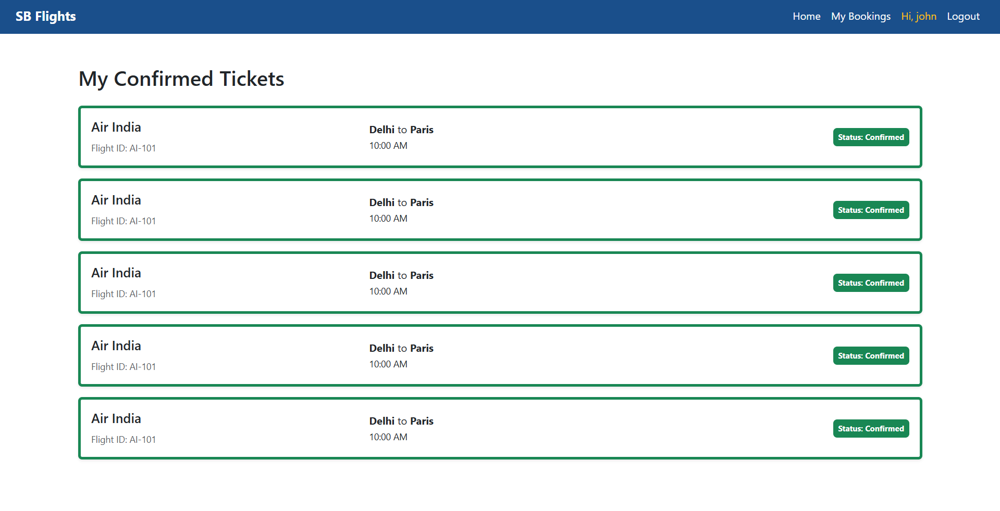 SB Flights
Home My Bookings Hi, john Logout
My Confirmed Tickets
Air India
Flight ID: AI-101
Delhi to Paris
10:00 AM
Status: Confirmed
Air India
Flight ID: AI-101
Delhi to Paris
10:00 AM
Status: Confirmed
Air India
Flight ID: AI-101
Delhi to Paris
10:00 AM
Status: Confirmed
Air India
Flight ID: AI-101
Delhi to Paris
10:00 AM
Status: Confirmed
Air India
Flight ID: AI-101
Delhi to Paris
10:00 AM
Status: Confirmed